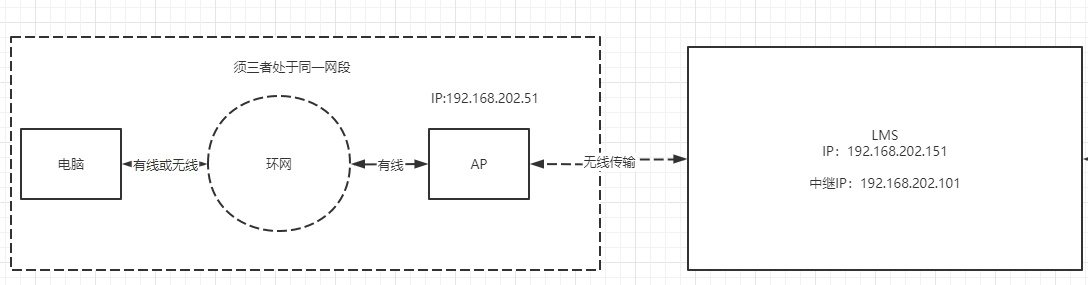 须三者处于同一网段
IP:192.168.202.51
电脑
有线或无线
环网
有线
AP
无线传输
LMS
IP：192.168.202.151
中继IP：192.168.202.101